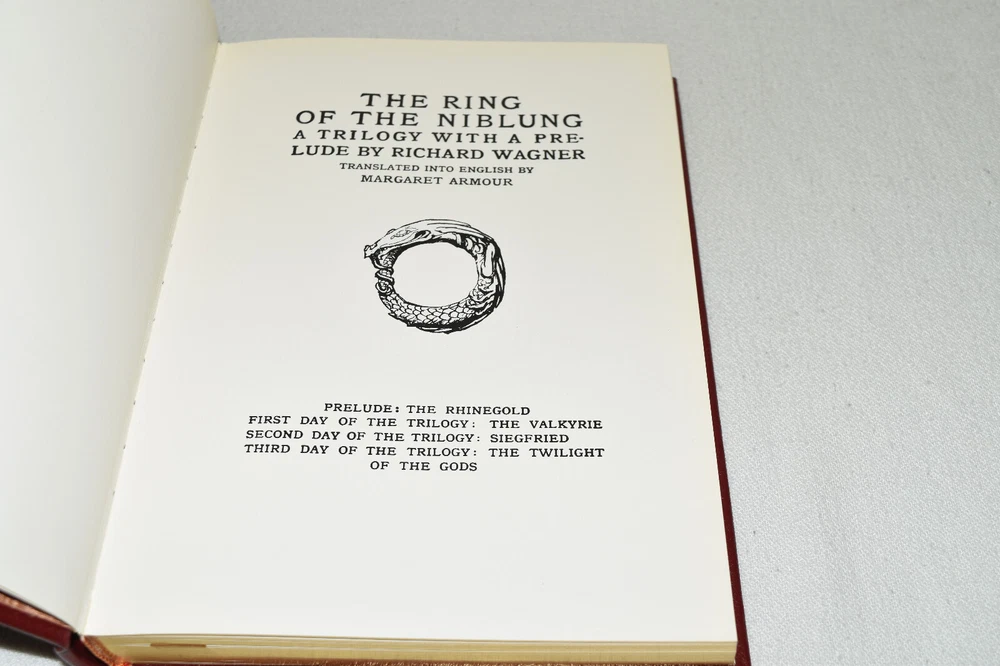 THE RING
OF THE NIBLUNG
A TRILOGY WITH A PRE-
LUDE BY RICHARD WAGNER
TRANSLATED INTO ENGLISH BY
MARGARET ARMOUR
PRELUDE: THE RHINEGOLD
FIRST DAY OF THE TRILOGY: THE VALKYRIE
SECOND DAY OF THE TRILOGY: SIEGFRIED
THIRD DAY OF THE TRILOGY: THE TWILIGHT
OF THE GODS